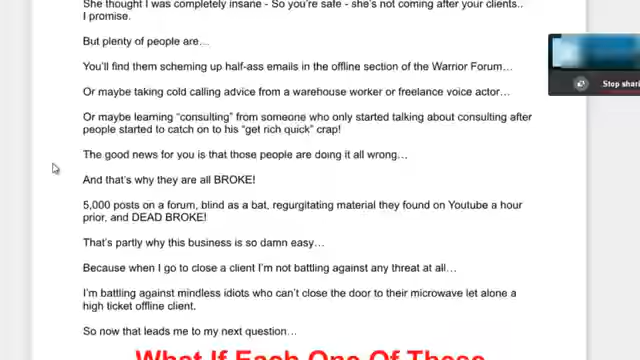 She thought I was completely insane - So you're safe - she's not coming after your clients..
I promise.
But plenty of people are…
You'll find them scheming up half-ass emails in the offline section of the Warrior Forum…
Or maybe taking cold calling advice from a warehouse worker or freelance voice actor…
Or maybe learning "consulting" from someone who only started talking about consulting after
people started to catch on to his "get rich quick" crap!
The good news for you is that those people are doing it all wrong…
And that's why they are all BROKE!
5,000 posts on a forum, blind as a bat, regurgitating material they found on Youtube a hour
prior, and DEAD BROKE!
That's partly why this business is so damn easy…
Because when I go to close a client I'm not battling against any threat at all…
I'm battling against mindless idiots who can't close the door to their microwave let alone a
high ticket offline client.
So now that leads me to my next question…
What If Each One Of These
Stop shari